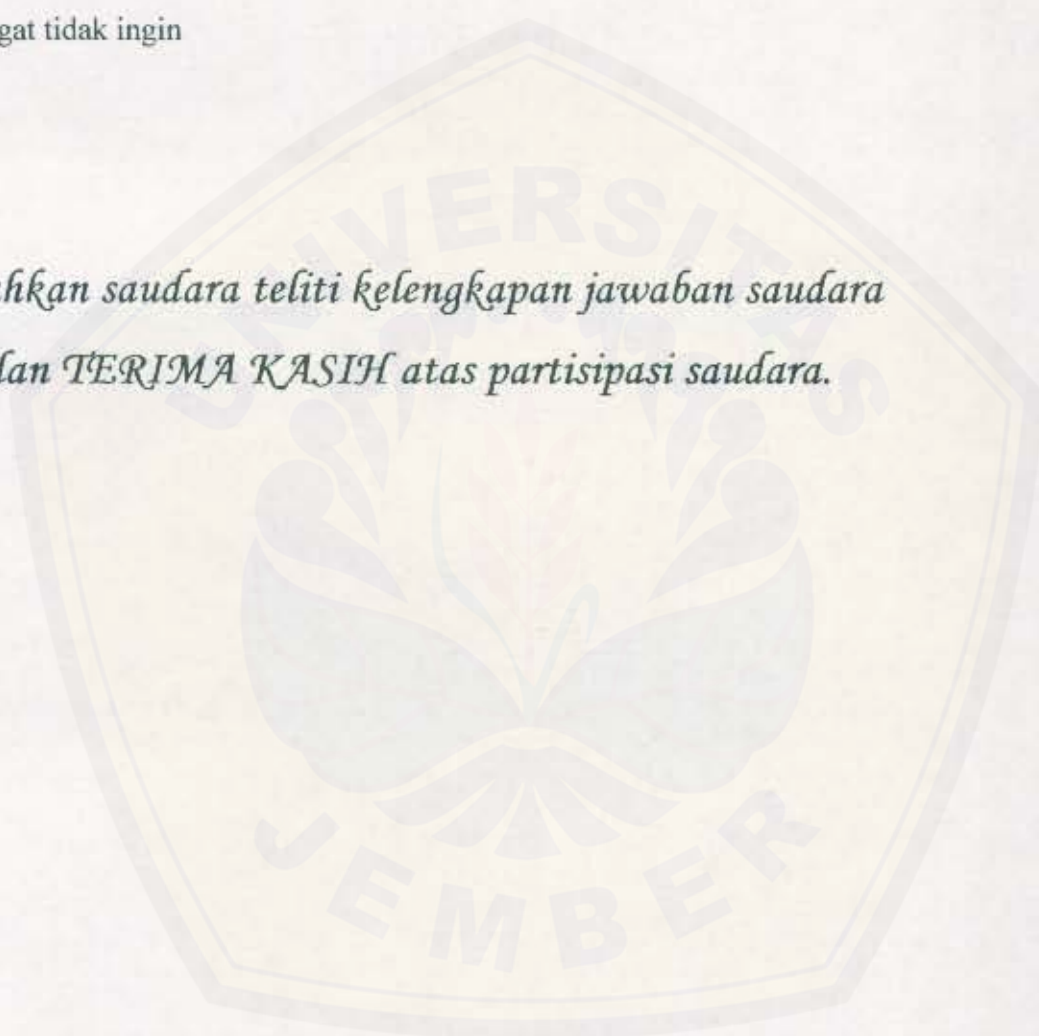 gat tidak ingin
UNIVERSITAS
hkan saudara teliti kelengkapan jawaban saudara
lan TERIMA KASIH atas partisipasi saudara.
JEMBER